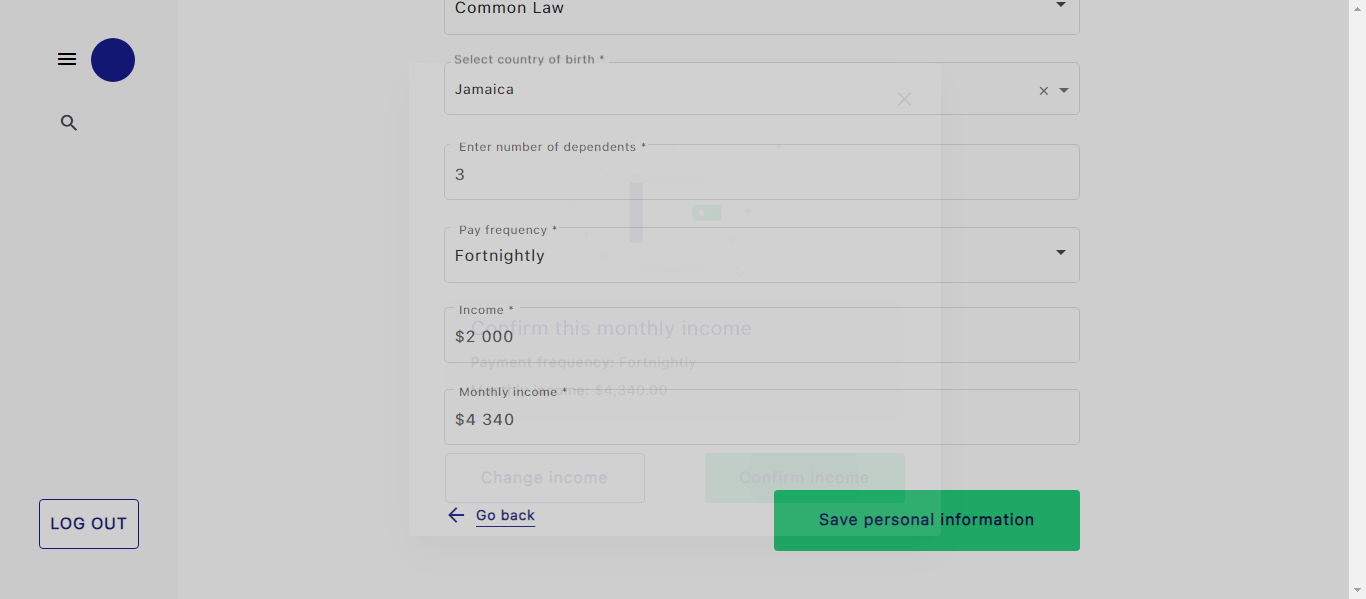 Common Law
Select country of birth *
Jamaica
Enter number of dependents *
3
Pay frequency *
Fortnightly
Income *
$2 000
Confirm this monthly income
Payment frequency: Fortnightly
Monthly income *
Monthly Income: $4,340.00
$4 340
Change income
Confirm income
Go back
Save personal information
LOG OUT